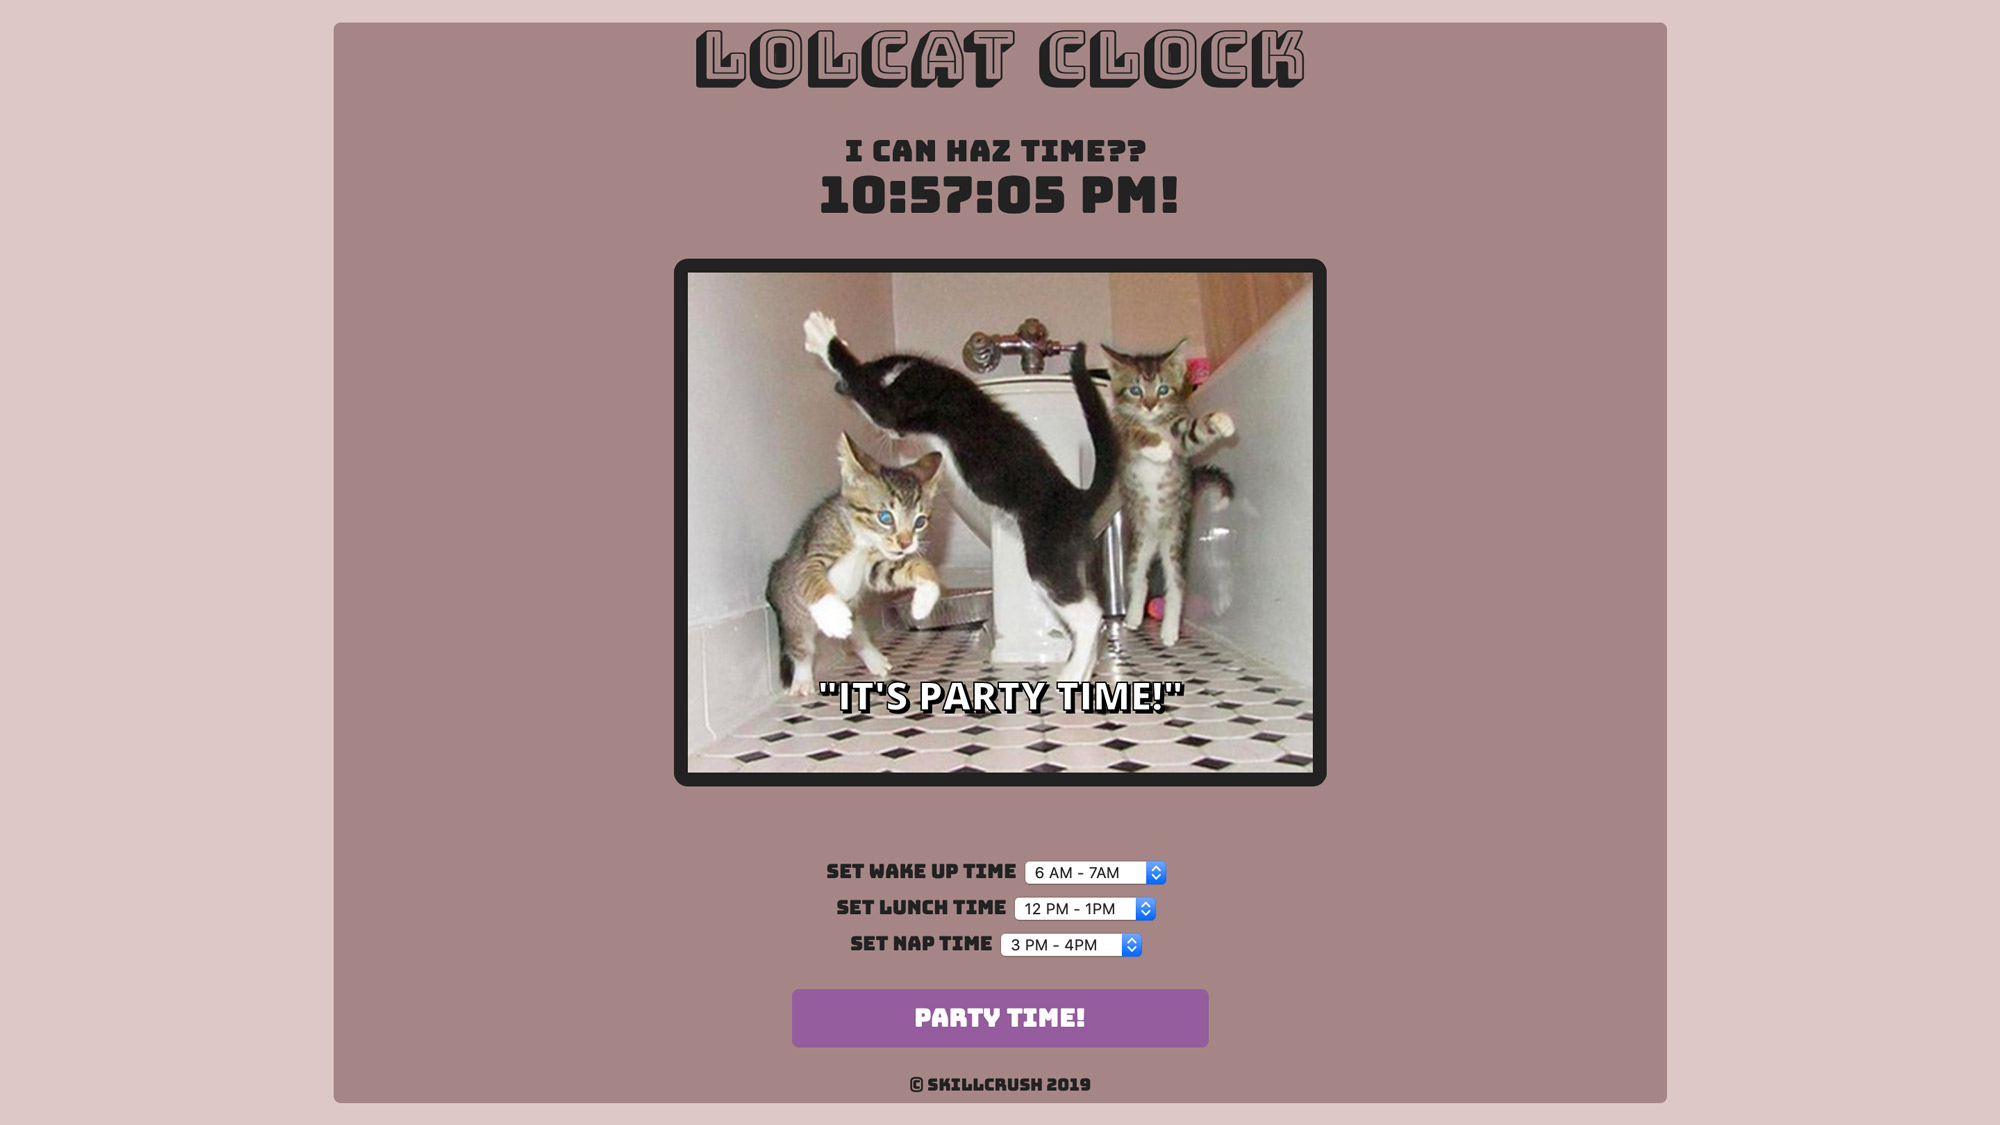 LOLCAT CLOCK
I CAN HAZ TIME??
10:57:05 PM!
"IT'S PARTY TIME!"
SET WAKE UP TIME 6 AM - 7AM
SET LUNCH TIME 12 PM - 1PM
SET NAP TIME 3 PM - 4PM
PARTY TIME!
© SKILLCRUSH 2019